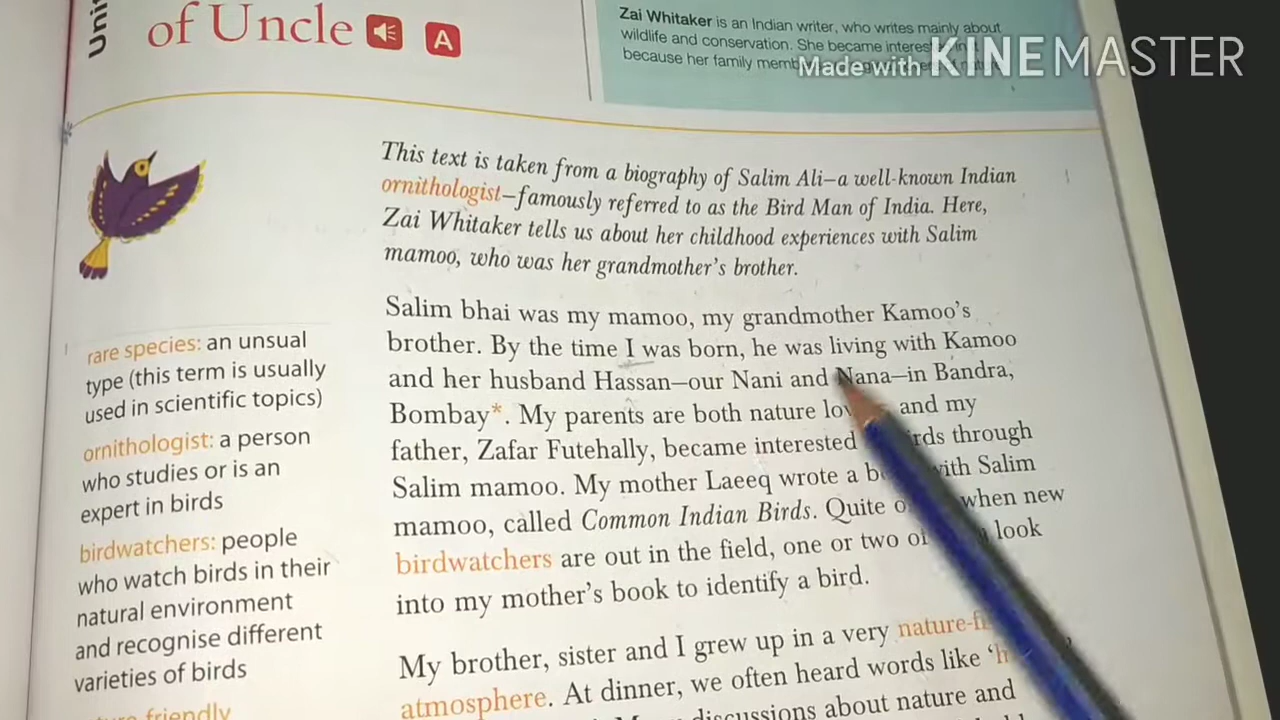 Unit
of Uncle
A
Zai Whitaker is an Indian writer, who writes mainly about
wildlife and conservation. She became
because her family
Made with KINEMASTER
This text is taken from a biography of Salim Ali—a well-known Indian
ornithologist—famously referred to as the Bird Man of India. Here,
Zai Whitaker tells us about her childhood experiences with Salim
mamoo, who was her grandmother's brother.
Salim bhai was my mamoo, my grandmother Kamoo's
brother. By the time I was born, he was living with Kamoo
and her husband Hassan—our Nani and Nana—in Bandra,
Bombay*. My parents are both nature and my
father, Zafar Futehally, became interested through
Salim mamoo. My mother Laeeq wrote a with Salim
mamoo, called Common Indian Birds. Quite when new
birdwatchers are out in the field, one or two look
into my mother's book to identify a bird.
My brother, sister and I grew up in a very
atmosphere. At dinner, we often heard words like
discussions about nature and
rare species: an unsual
type (this term is usually
used in scientific topics)
ornithologist: a person
who studies or is an
expert in birds
birdwatchers: people
who watch birds in their
natural environment
and recognise different
varieties of birds
friendly